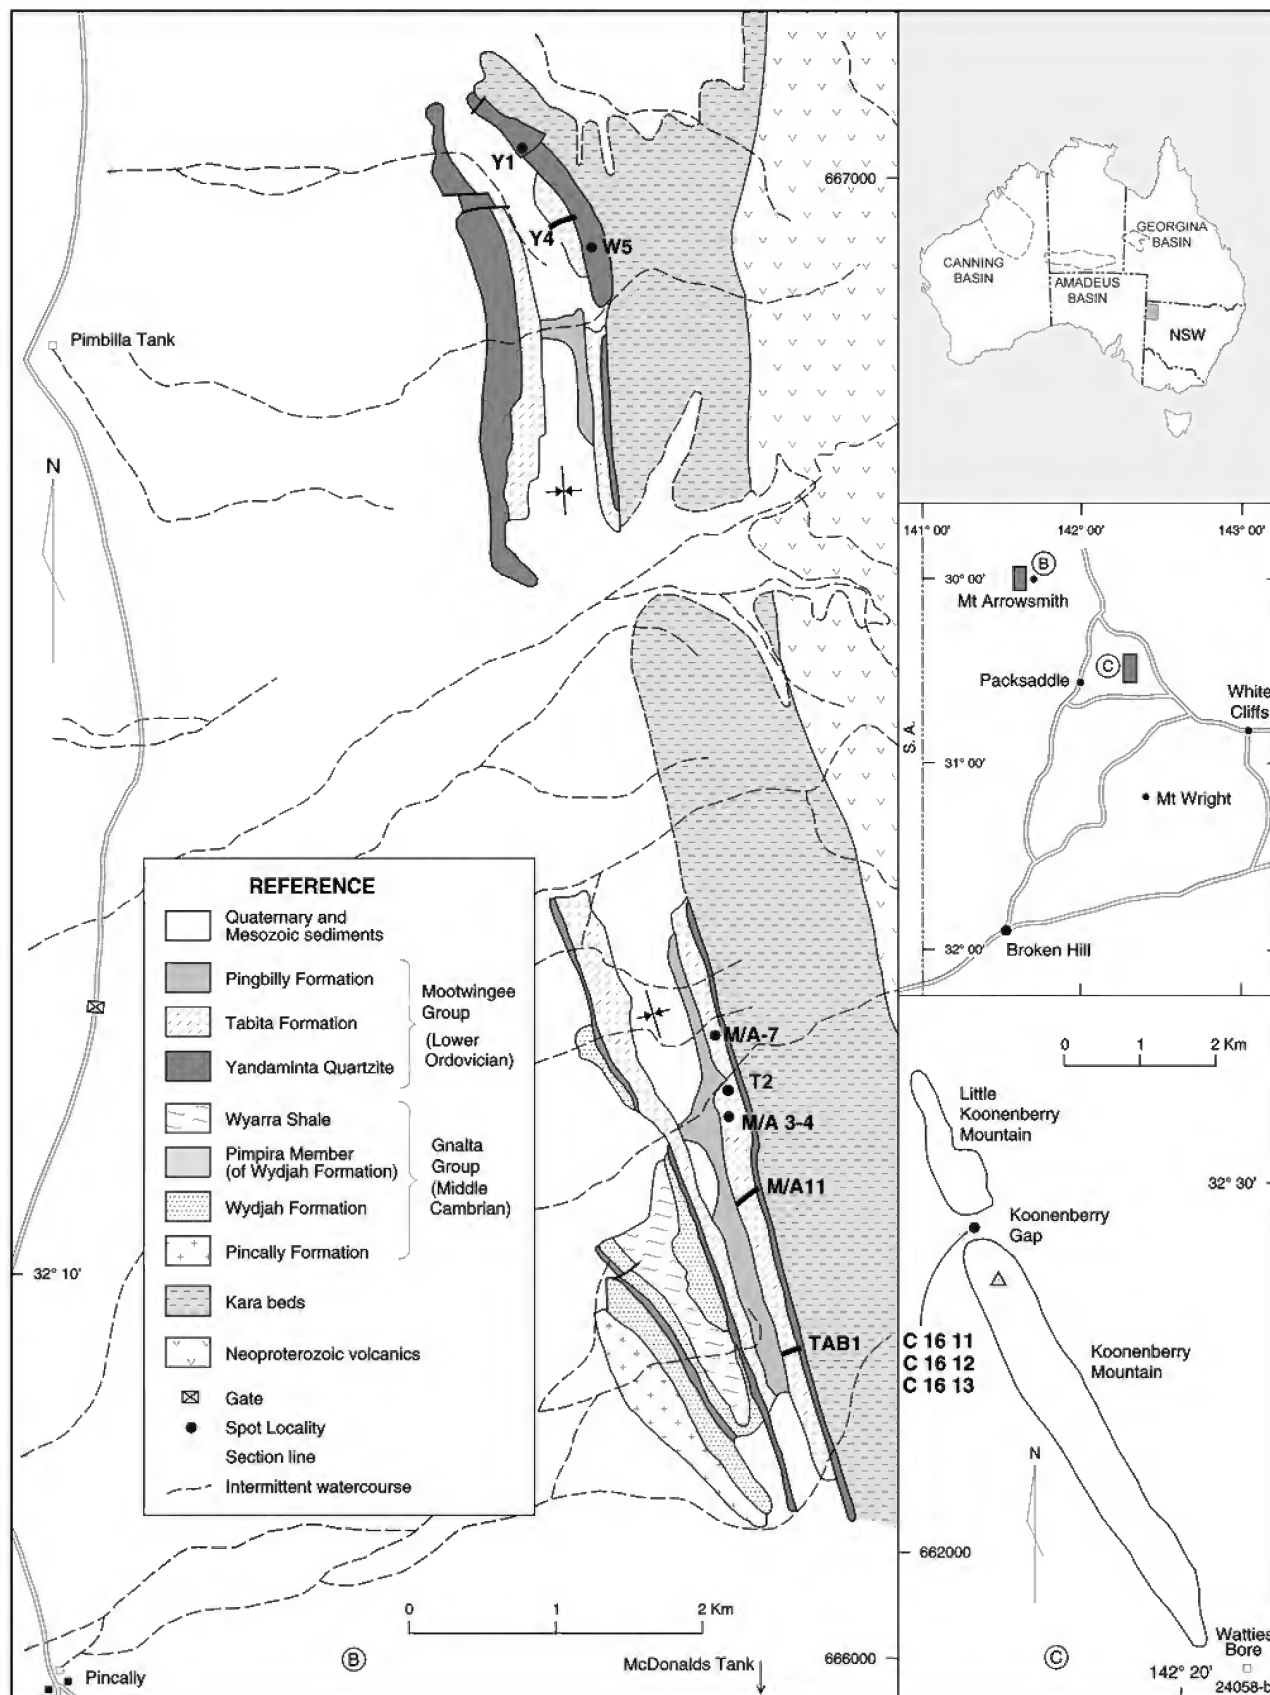 Y1
Y4
W5
667000
Pimbilla Tank
N
CANNING
BASIN
AMADEUS
BASIN
GEORGINA
BASIN
NSW
141° 00'
142° 00'
143° 00'
30° 00'
B
Mt Arrowsmith
C
Packsaddle
White
Cliffs
S. A.
31° 00'
Mt Wright
32° 00'
Broken Hill
REFERENCE
Quaternary and
Mesozoic sediments
Pingbilly Formation
Tabita Formation
Yandaminta Quartzite
Mootwingee
Group
(Lower
Ordovician)
Wyarra Shale
Pimpira Member
(of Wydjah Formation)
Wydjah Formation
Pincally Formation
Gnalta
Group
(Middle
Cambrian)
Kara beds
Neoproterozoic volcanics
Gate
Spot Locality
Section line
Intermittent watercourse
M/A-7
T2
M/A 3-4
M/A11
TAB1
32° 10'
0 1 2 Km
Little
Koonenberry
Mountain
32° 30'
Koonenberry
Gap
C 16 11
C 16 12
C 16 13
Koonenberry
Mountain
N
662000
0 1 2 Km
B
McDonalds Tank
666000
Pincally
C
Watties
Bore
142° 20'
24058-b